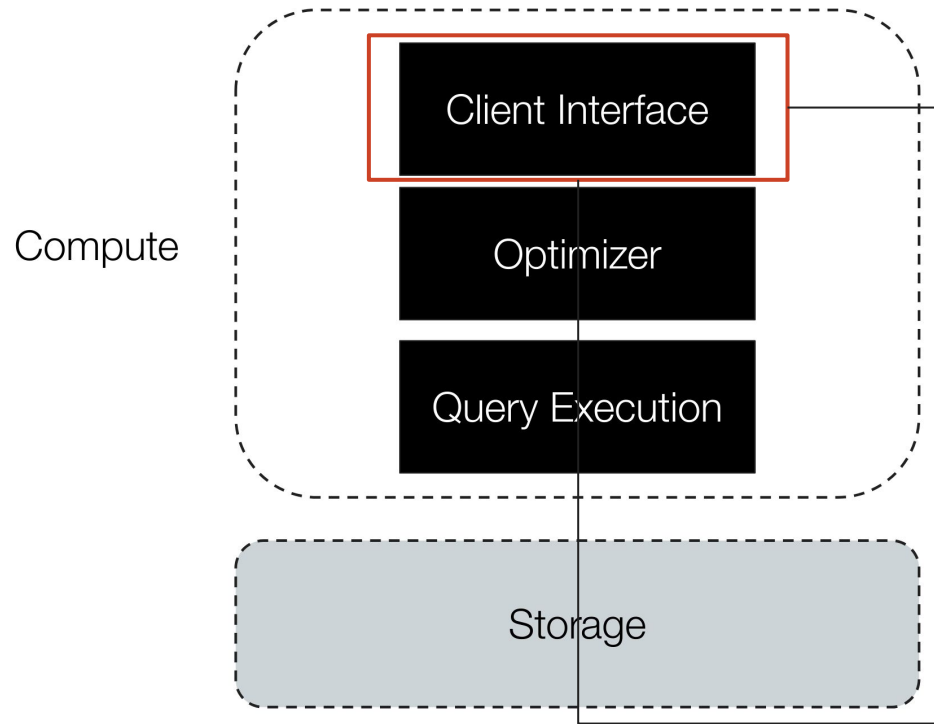 Client Interface
Compute
Optimizer
Query Execution
Storage